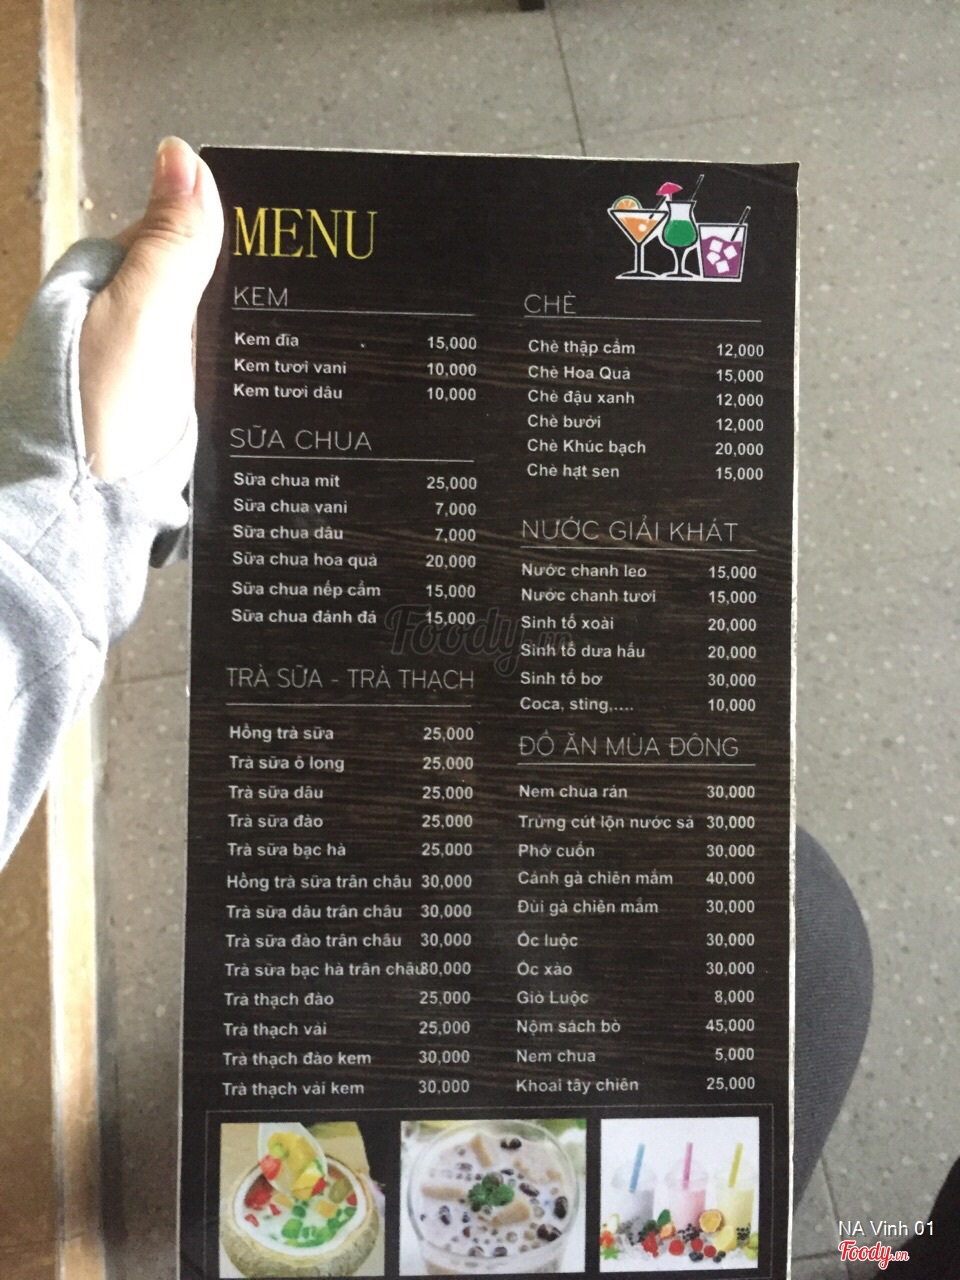 MENU
KEM
Kem đĩa 15,000
Kem tươi vani 10,000
Kem tươi dâu 10,000
SỮA CHUA
Sữa chua mít 25,000
Sữa chua vani 7,000
Sữa chua dâu 7,000
Sữa chua hoa quả 20,000
Sữa chua nếp cẩm 15,000
Sữa chua đánh đá 15,000
TRÀ SỮA - TRÀ THẠCH
Hồng trà sữa 25,000
Trà sữa ô long 25,000
Trà sữa dâu 25,000
Trà sữa đào 25,000
Trà sữa bạc hà 25,000
Hồng trà sữa trân châu 30,000
Trà sữa dâu trân châu 30,000
Trà sữa đào trân châu 30,000
Trà sữa bạc hà trân châu 30,000
Trà thạch đào 25,000
Trà thạch vải 25,000
Trà thạch đào kem 30,000
Trà thạch vải kem 30,000
CHÈ
Chè thập cẩm 12,000
Chè Hoa Quả 15,000
Chè đậu xanh 12,000
Chè bưởi 12,000
Chè Khúc bạch 20,000
Chè hạt sen 15,000
NƯỚC GIẢI KHÁT
Nước chanh leo 15,000
Nước chanh tươi 15,000
Sinh tố xoài 20,000
Sinh tố dưa hấu 20,000
Sinh tố bơ 30,000
Coca, sting,.... 10,000
ĐỒ ĂN MÙA ĐÔNG
Nem chua rán 30,000
Trứng cút lộn nước sả 30,000
Phở cuốn 30,000
Cánh gà chiên mắm 40,000
Đùi gà chiên mắm 30,000
Ốc luộc 30,000
Ốc xào 30,000
Giò Luộc 8,000
Nộm sách bò 45,000
Nem chua 5,000
Khoai tây chiên 25,000
Foody.vn
NA Vinh 01
Foody.vn